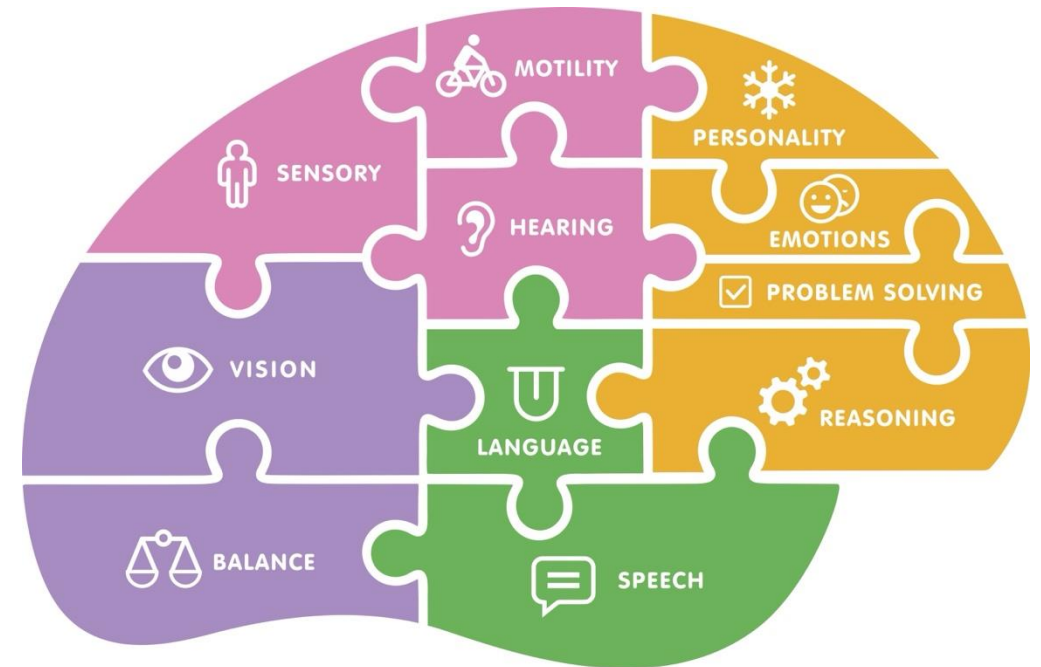 MOTILITY
PERSONALITY
SENSORY
HEARING
EMOTIONS
PROBLEM SOLVING
VISION
LANGUAGE
REASONING
BALANCE
SPEECH